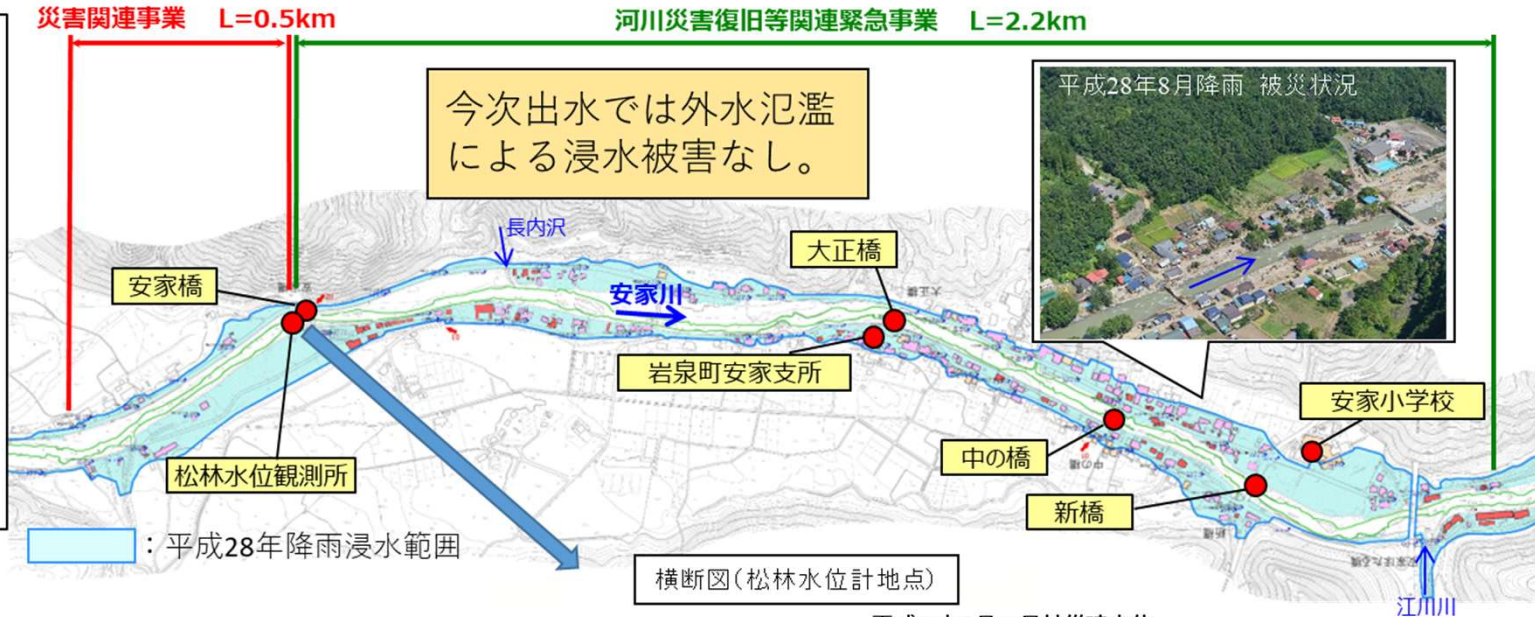 災害関連事業　L=0.5km
河川災害復旧等関連緊急事業　L=2.2km
今次出水では外水氾濫
による浸水被害なし。
平成28年8月降雨 被災状況
長内沢
大正橋
安家橋
安家川
岩泉町安家支所
安家小学校
中の橋
松林水位観測所
新橋
：平成28年降雨浸水範囲
横断図(松林水位計地点)
江川川